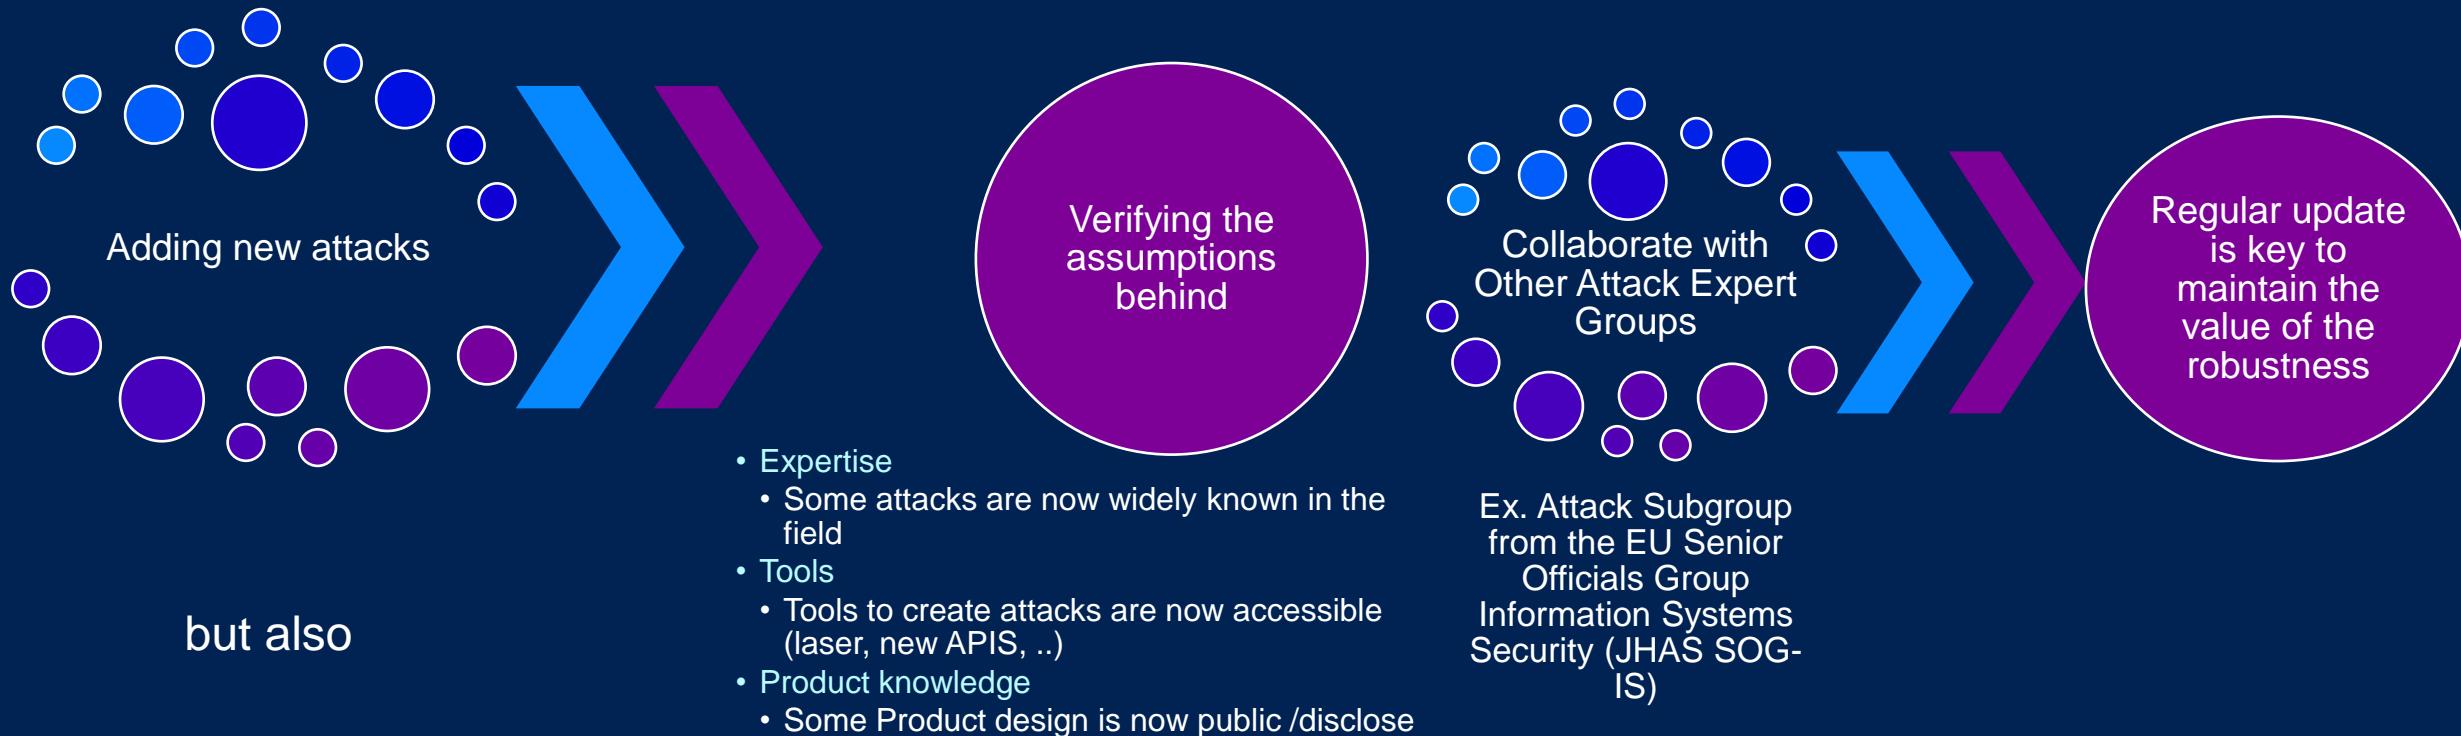 Adding new attacks
but also
Verifying the
assumptions
behind
• Expertise
• Some attacks are now widely known in the
field
• Tools
• Tools to create attacks are now accessible
(laser, new APIS, ..)
• Product knowledge
• Some Product design is now public /disclose
Collaborate with
Other Attack Expert
Groups
Ex. Attack Subgroup
from the EU Senior
Officials Group
Information Systems
Security (JHAS SOG-
IS)
Regular update
is key to
maintain the
value of the
robustness